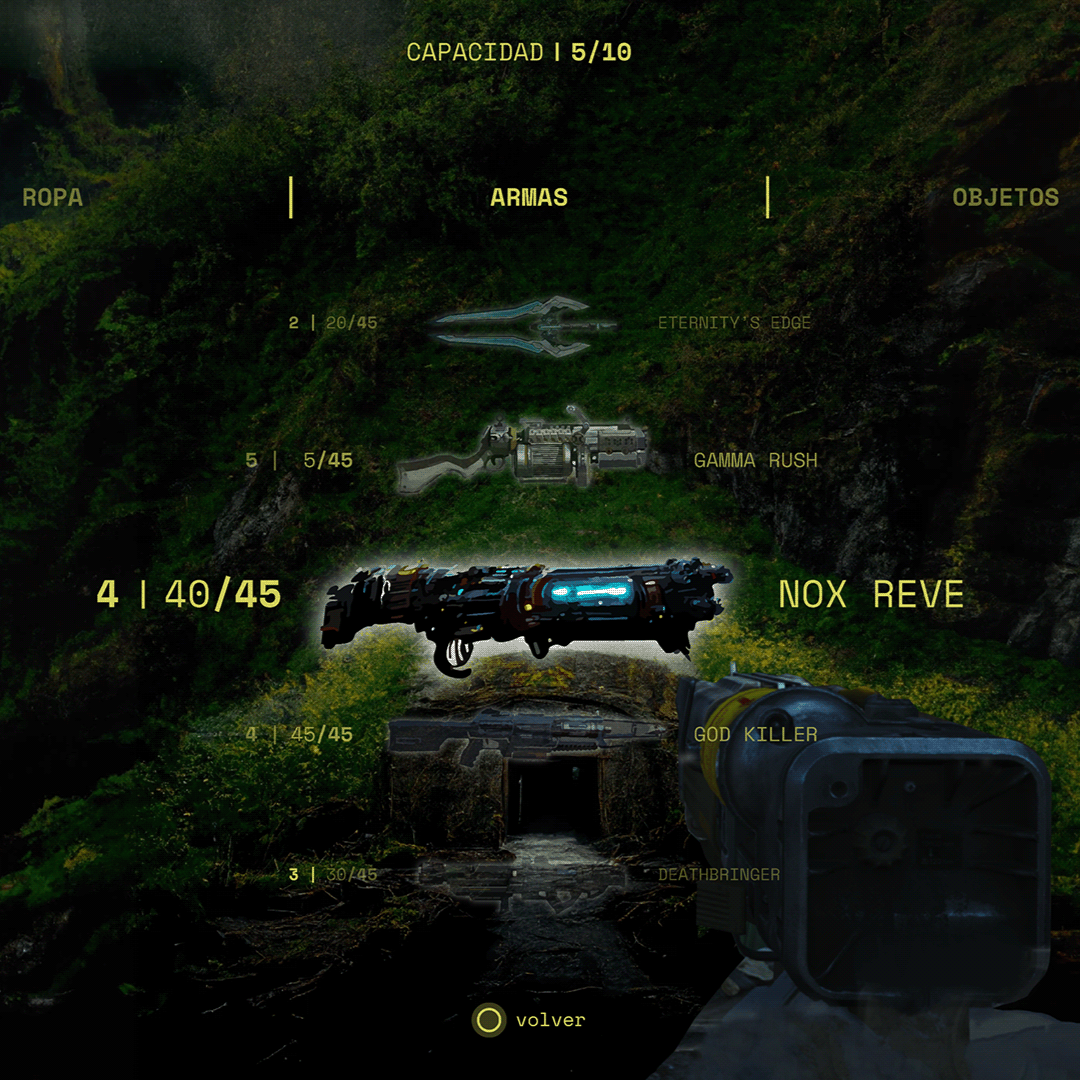 CAPACIDAD | 5/10
ROPA | ARMAS | OBJETOS
2 | 20/45 ETERNITY'S EDGE
5 | 5/45 GAMMA RUSH
4 | 40/45 NOX REVE
4 | 45/45 GOD KILLER
3 | 30/45 DEATHBRINGER
volver